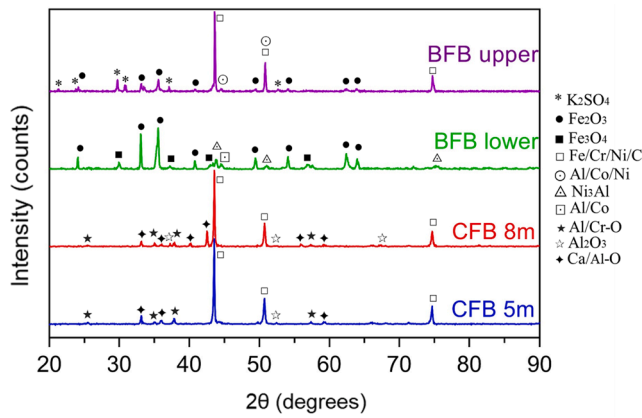 BFB upper
BFB lower
CFB 8m
CFB 5m
Intensity (counts)
20 30 40 50 60 70 80 90
2θ (degrees)
* K₂SO₄
● Fe₂O₃
■ Fe₃O₄
□ Fe/Cr/Ni/C
⊙ Al/Co/Ni
◬ Ni₃Al
⊡ Al/Co
★ Al/Cr-O
☆ Al₂O₃
✦ Ca/Al-O